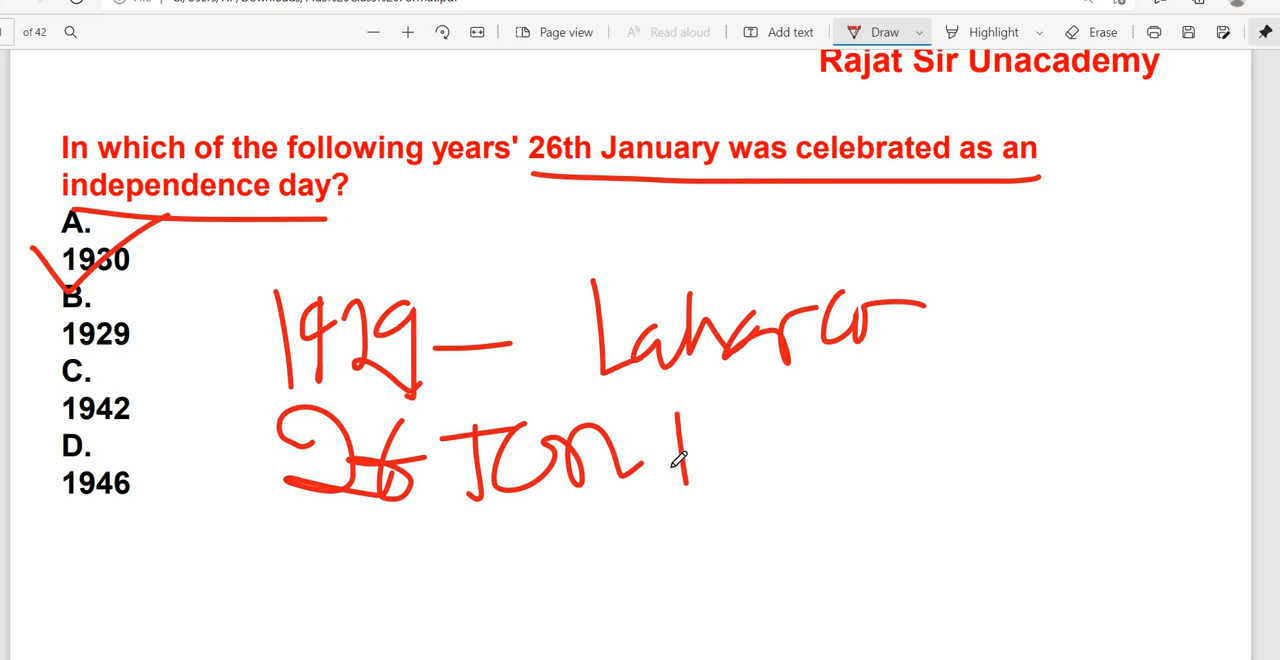 of 42
Page view
Read aloud
Add text
Draw
Highlight
Erase
Rajat Sir Unacademy
In which of the following years' 26th January was celebrated as an
independence day?
A.
1930
B.
1929
C.
1942
D.
1946
1929 —
26 Jan 1